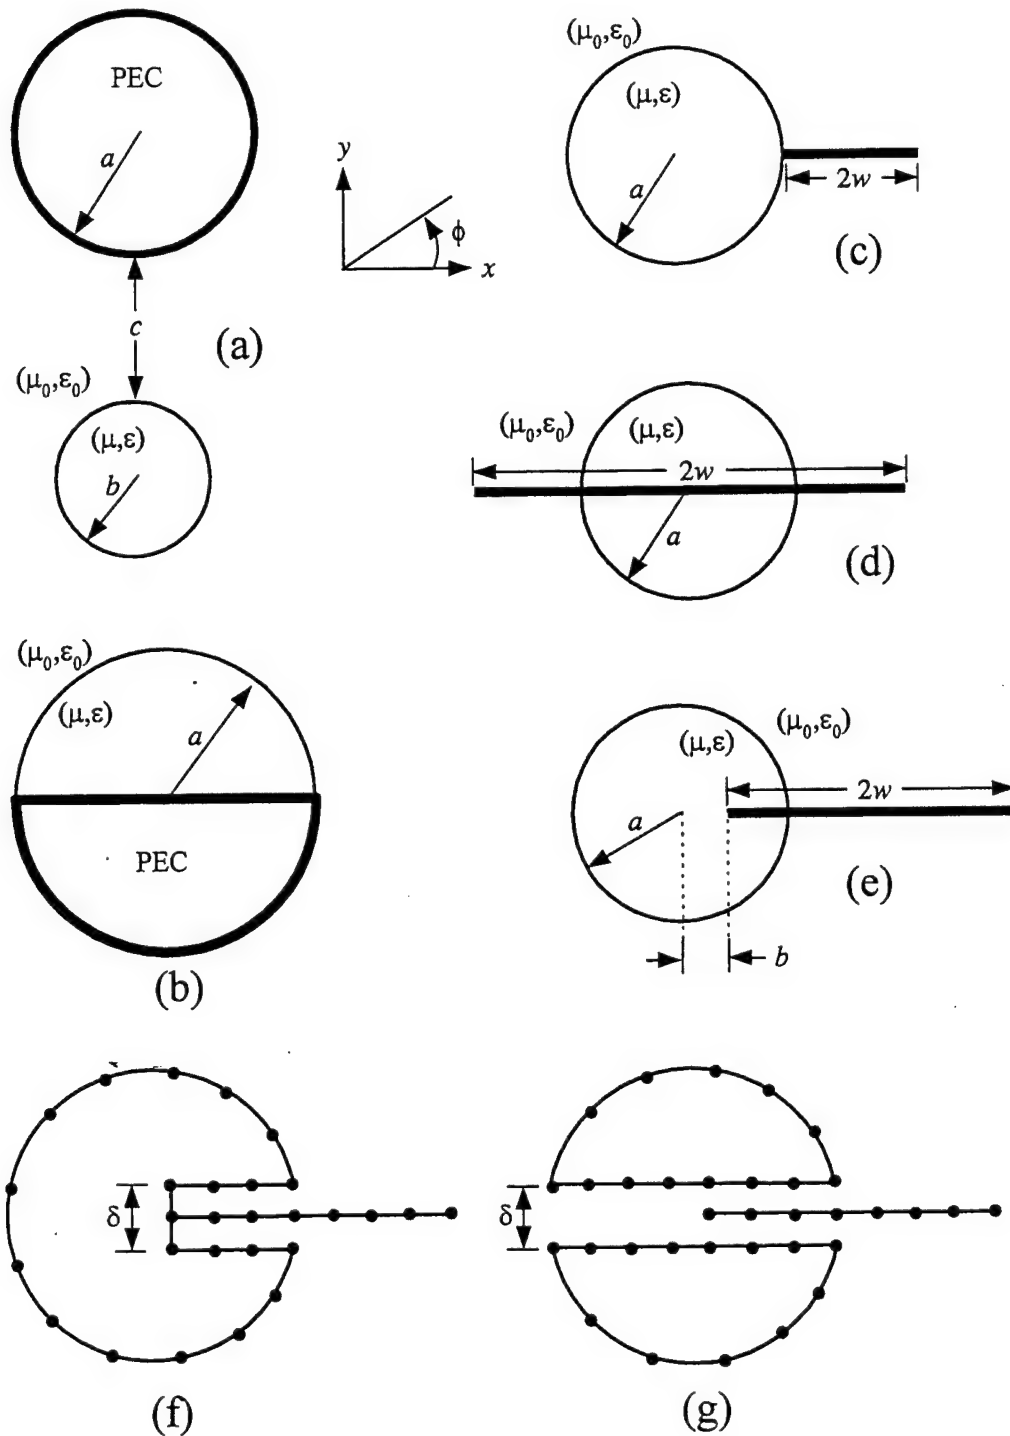 PEC
a
c
(a)
(μ₀,ε₀)
(μ,ε)
b
y
ϕ
x
(μ₀,ε₀)
(μ,ε)
a
2w
(c)
(μ₀,ε₀)
(μ,ε)
2w
a
(d)
(μ₀,ε₀)
(μ,ε)
a
PEC
(b)
(μ,ε)
(μ₀,ε₀)
2w
a
(e)
b
δ
(f)
δ
(g)